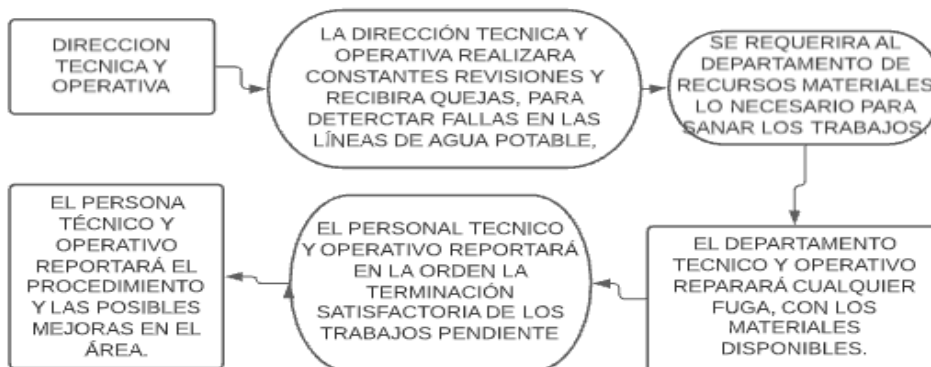 DIRECCION
TECNICA Y
OPERATIVA
LA DIRECCIÓN TECNICA Y
OPERATIVA REALIZARA
CONSTANTES REVISIONES Y
RECIBIRA QUEJAS, PARA
DETERCTAR FALLAS EN LAS
LÍNEAS DE AGUA POTABLE,
SE REQUERIRA AL
DEPARTAMENTO DE
RECURSOS MATERIALES
LO NECESARIO PARA
SANAR LOS TRABAJOS.
EL DEPARTAMENTO
TECNICO Y OPERATIVO
REPARARÁ CUALQUIER
FUGA, CON LOS
MATERIALES
DISPONIBLES.
EL PERSONAL TECNICO
Y OPERATIVO REPORTARÁ
EN LA ORDEN LA
TERMINACIÓN
SATISFACTORIA DE LOS
TRABAJOS PENDIENTE
EL PERSONA
TÉCNICO Y
OPERATIVO
REPORTARÁ EL
PROCEDIMIENTO
Y LAS POSIBLES
MEJORAS EN EL
ÁREA.